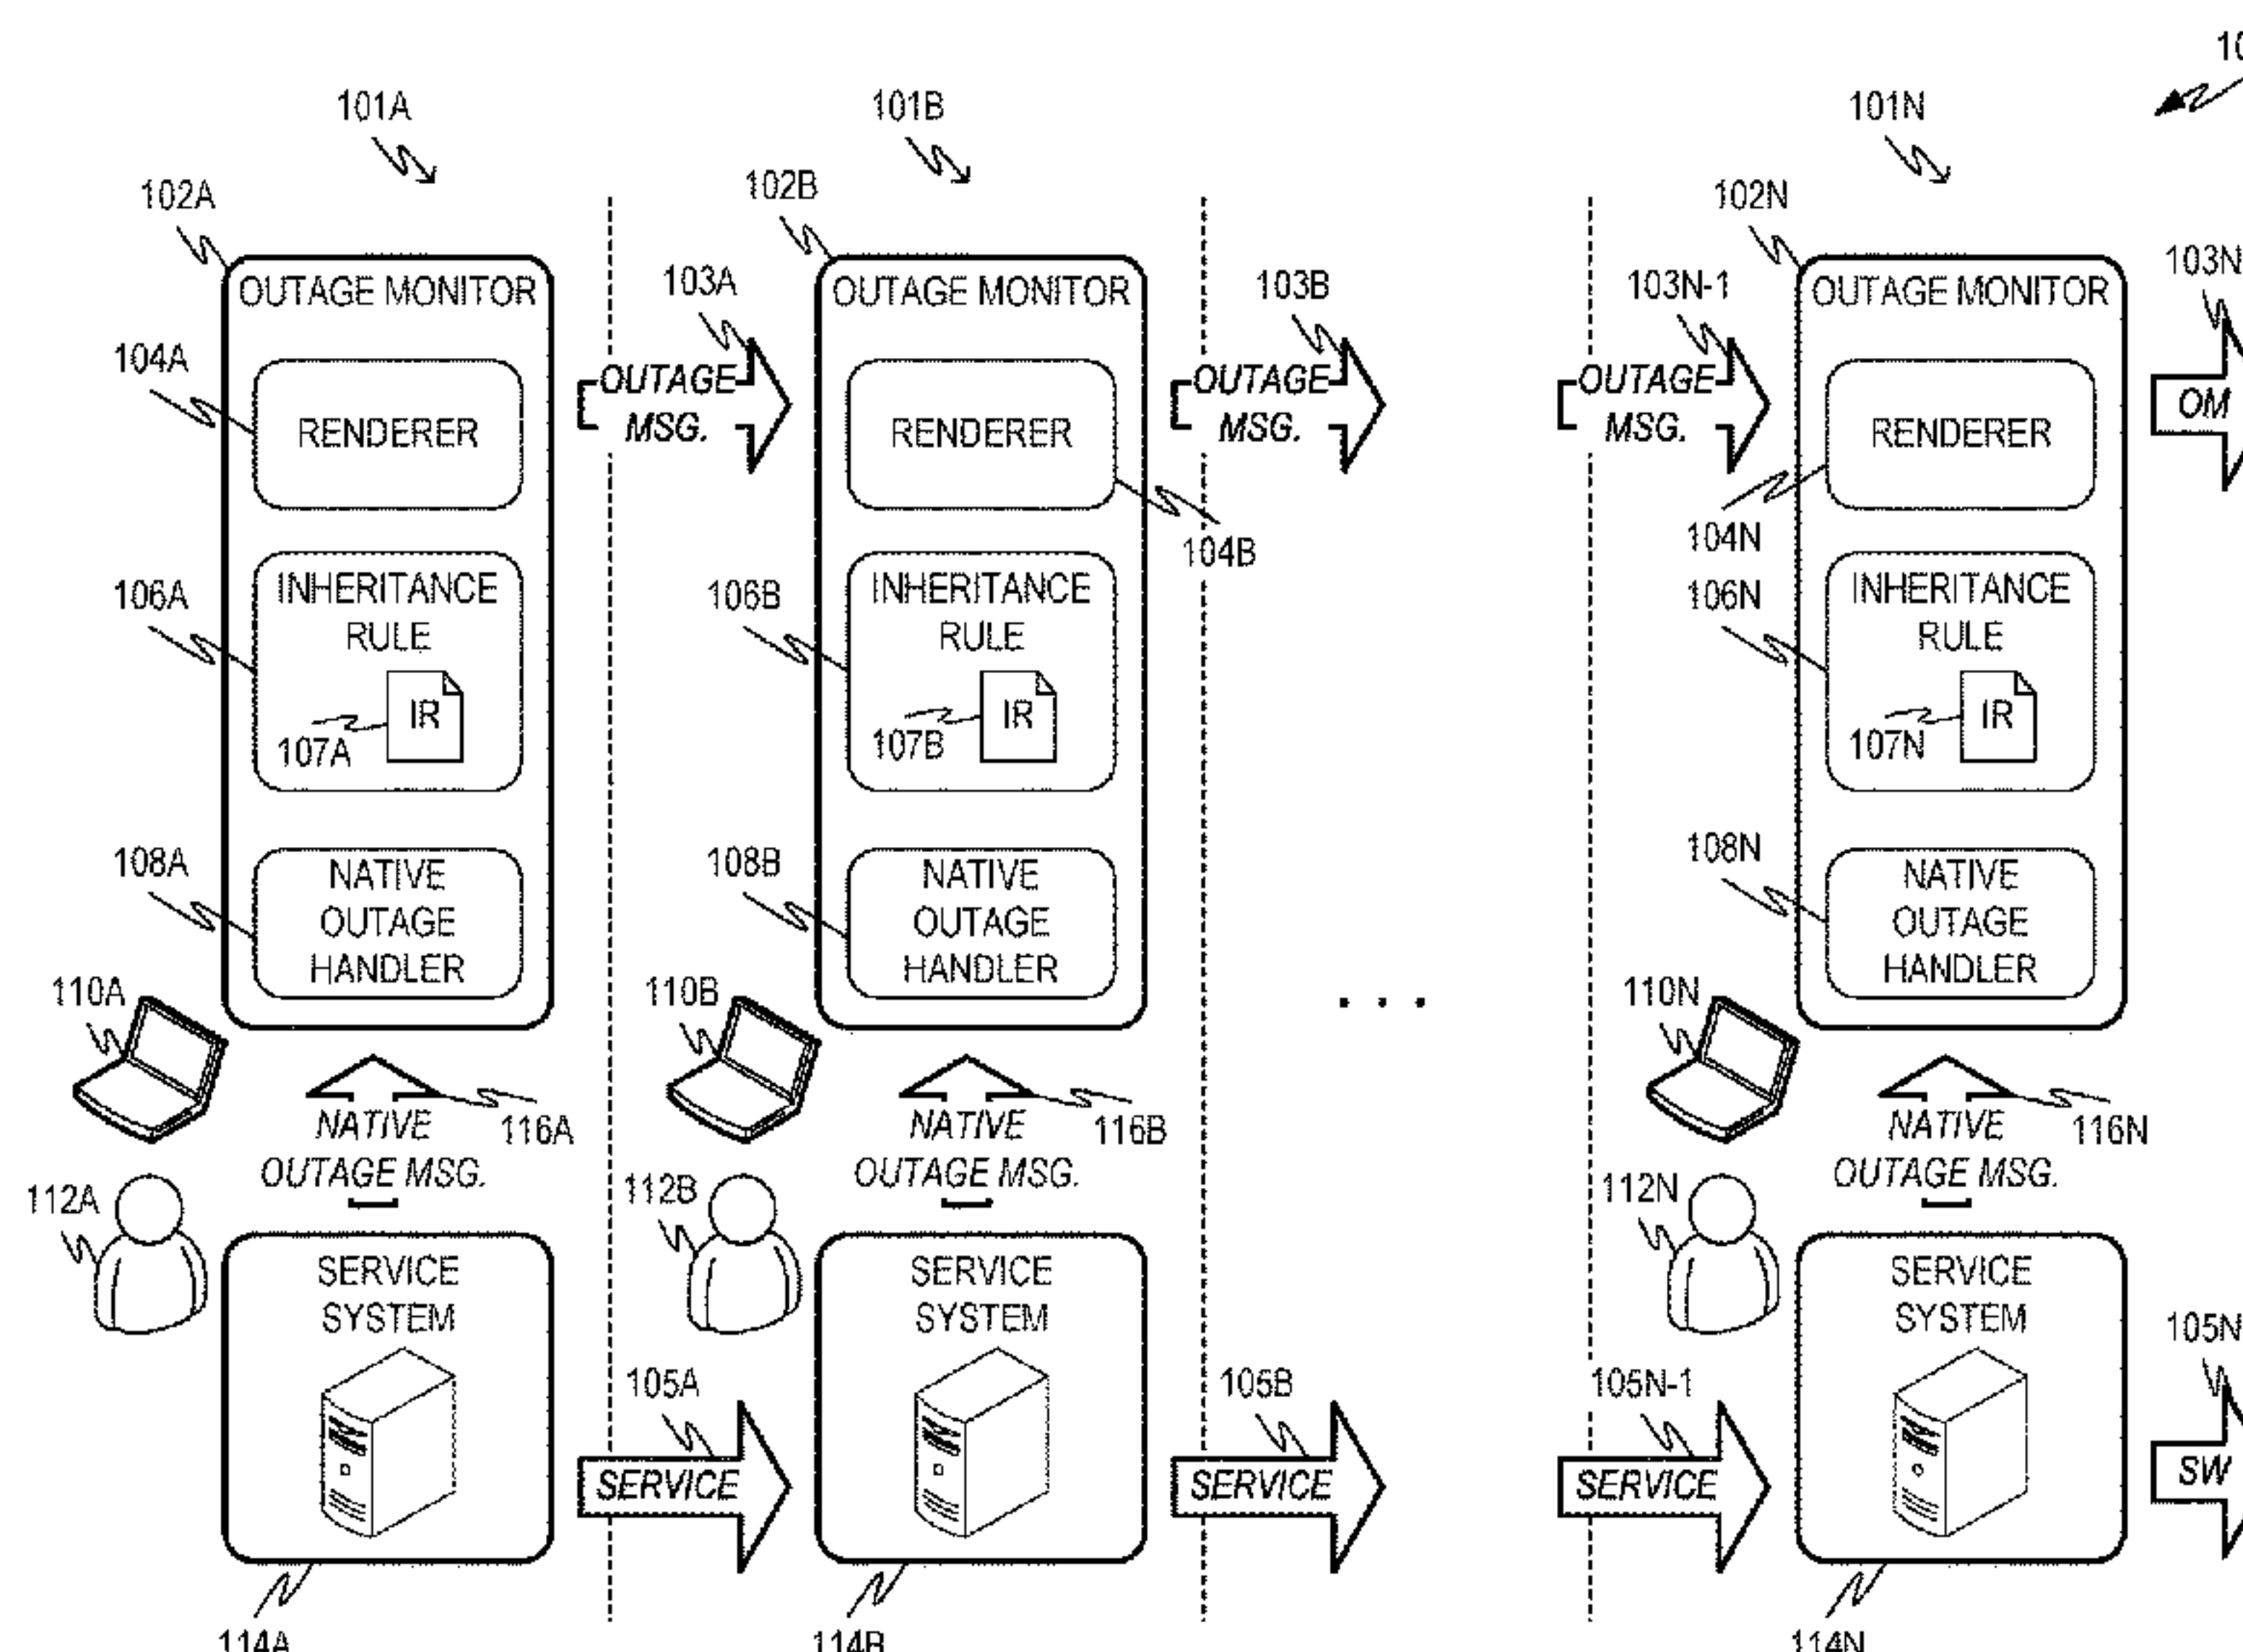 10
101A
101B
101N
102A
102B
102N
OUTAGE MONITOR
103A
OUTAGE MONITOR
103B
103N-1
OUTAGE MONITOR
103N
104A
RENDERER
OUTAGE
MSG.
RENDERER
OUTAGE
MSG.
OUTAGE
MSG.
RENDERER
OM
104B
104N
106A
INHERITANCE
RULE
IR
107A
106B
INHERITANCE
RULE
IR
107B
106N
INHERITANCE
RULE
IR
107N
108A
NATIVE
OUTAGE
HANDLER
108B
NATIVE
OUTAGE
HANDLER
108N
NATIVE
OUTAGE
HANDLER
110A
110B
. . .
110N
NATIVE
OUTAGE MSG.
116A
NATIVE
OUTAGE MSG.
116B
NATIVE
OUTAGE MSG.
116N
112A
112B
112N
SERVICE
SYSTEM
SERVICE
SYSTEM
SERVICE
SYSTEM
105A
105B
105N-1
105N
SERVICE
SERVICE
SERVICE
SW
114A
114B
114N